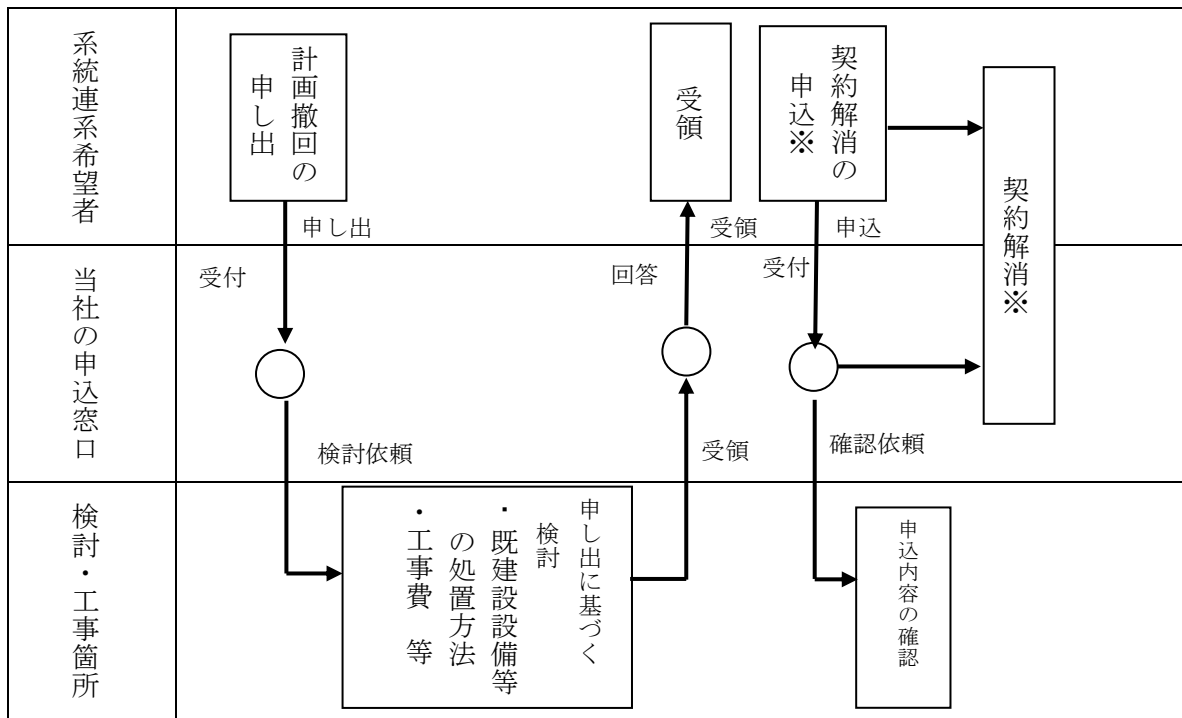 系統連系希望者
計画撤回の
申し出
受領
契約解消の
申込※
契約解消※
申し出
受領
申込
当社の申込窓口
受付
回答
受付
検討依頼
受領
確認依頼
検討・工事箇所
申し出に基づく
検討
・既建設設備等
の処置方法
・工事費　等
申込内容の確認